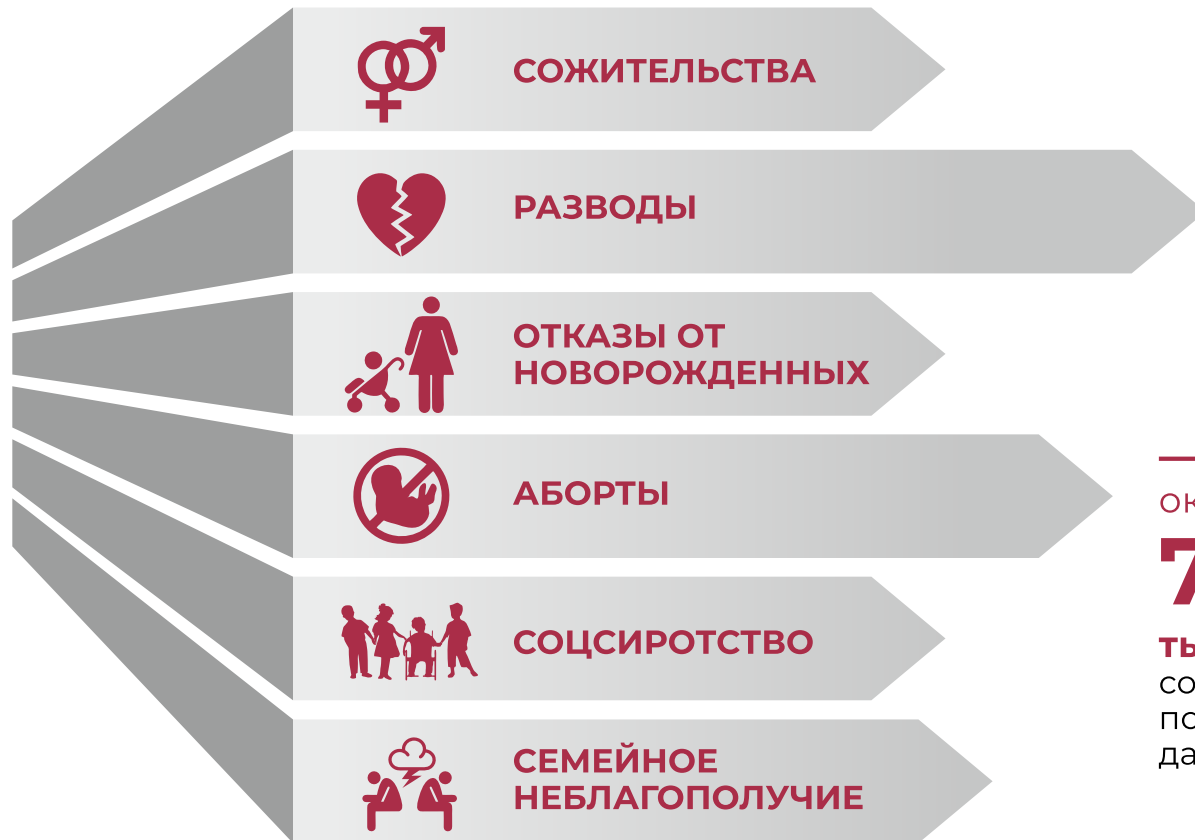 СОЖИТЕЛЬСТВА
РАЗВОДЫ
ОТКАЗЫ ОТ
НОВОРОЖДЕННЫХ
АБОРТЫ
СОЦСИРОТСТВО
СЕМЕЙНОЕ
НЕБЛАГОПОЛУЧИЕ